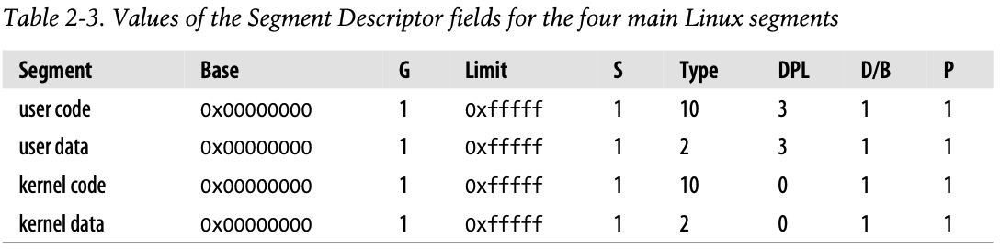 Table 2-3. Values of the Segment Descriptor fields for the four main Linux segments
Segment Base G Limit S Type DPL D/B P
user code 0x00000000 1 0xfffff 1 10 3 1 1
user data 0x00000000 1 0xfffff 1 2 3 1 1
kernel code 0x00000000 1 0xfffff 1 10 0 1 1
kernel data 0x00000000 1 0xfffff 1 2 0 1 1